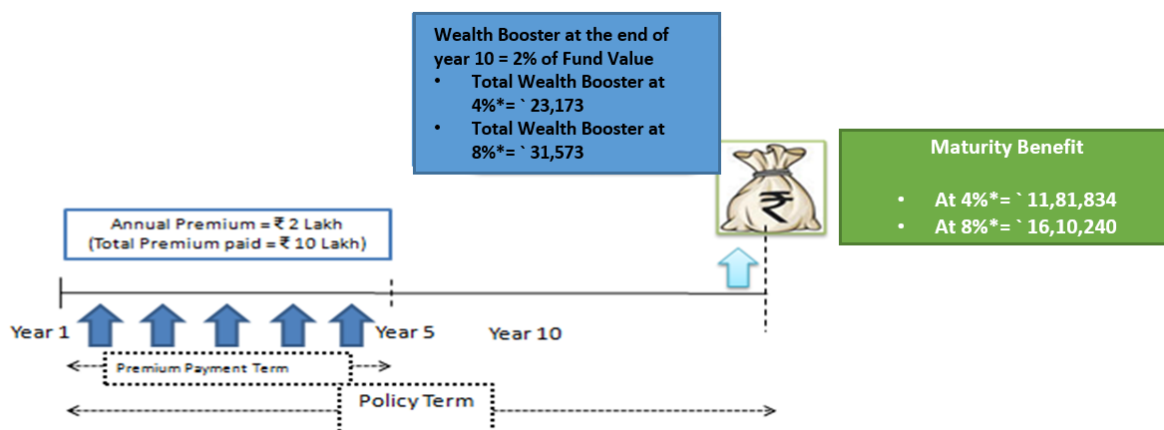 Wealth Booster at the end of
year 10 = 2% of Fund Value
• Total Wealth Booster at
4%*= ` 23,173
• Total Wealth Booster at
8%*= ` 31,573
Maturity Benefit
• At 4%*= ` 11,81,834
• At 8%*= ` 16,10,240
₹
Annual Premium = ₹ 2 Lakh
(Total Premium paid = ₹ 10 Lakh)
Year 1
Year 5
Year 10
Premium Payment Term
Policy Term